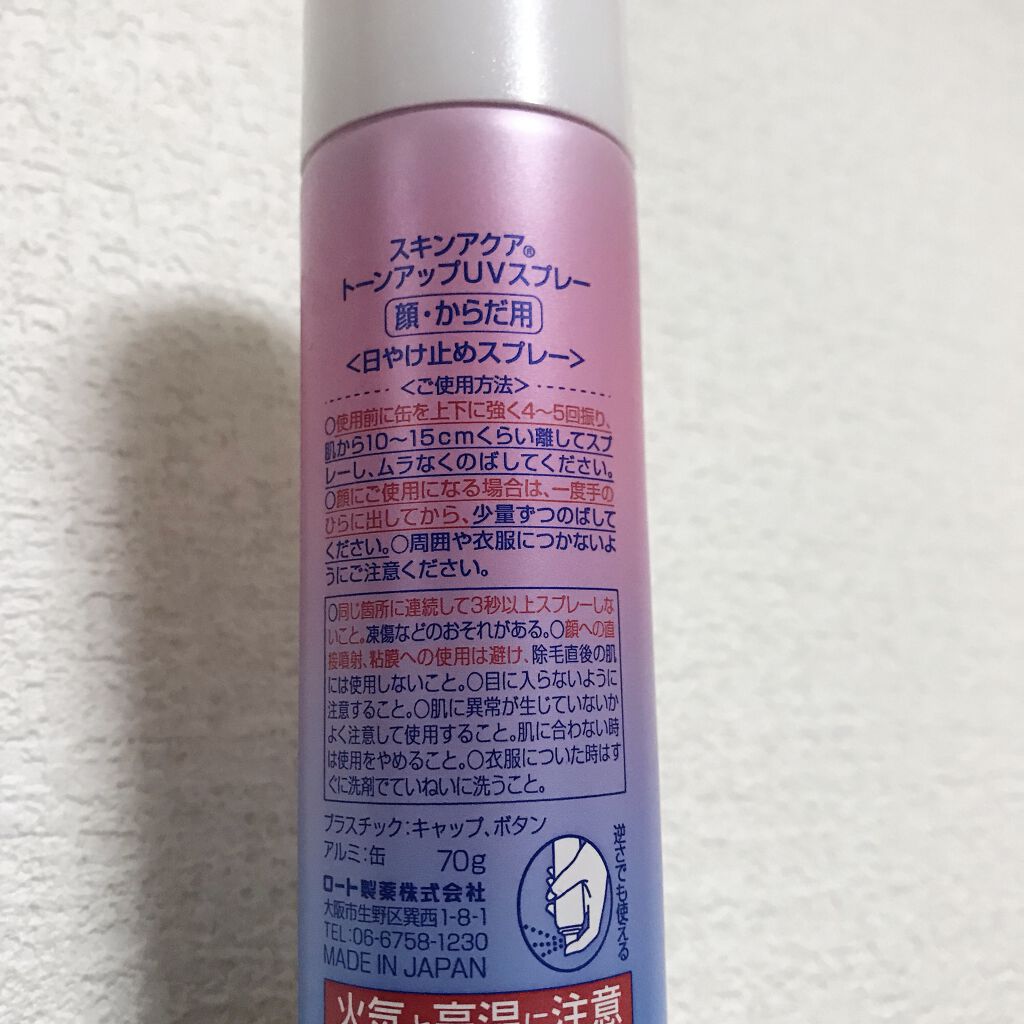 スキンアクア®
トーンアップUVスプレー
顔・からだ用
<日やけ止めスプレー>
<ご使用方法>
○使用前に缶を上下に強く4〜5回振り、
肌から10〜15cmくらい離してスプ
レーし、ムラなくのばしてください。
○顔にご使用になる場合は、一度手の
ひらに出してから、少量ずつのばして
ください。○周囲や衣服につかないよ
うにご注意ください。
○同じ箇所に連続して3秒以上スプレーしな
いこと。凍傷などのおそれがある。○顔への直
接噴射、粘膜への使用は避け、除毛直後の肌
には使用しないこと。○目に入らないように
注意すること。○肌に異常が生じていないか
よく注意して使用すること。肌に合わない時
は使用をやめること。○衣服についた時はす
ぐに洗剤でていねいに洗うこと。
プラスチック:キャップ、ボタン
アルミ:缶 70g
ロート製薬株式会社
大阪市生野区巽西1-8-1
TEL:06-6758-1230
MADE IN JAPAN
逆さでも使える
火気と高温に注意